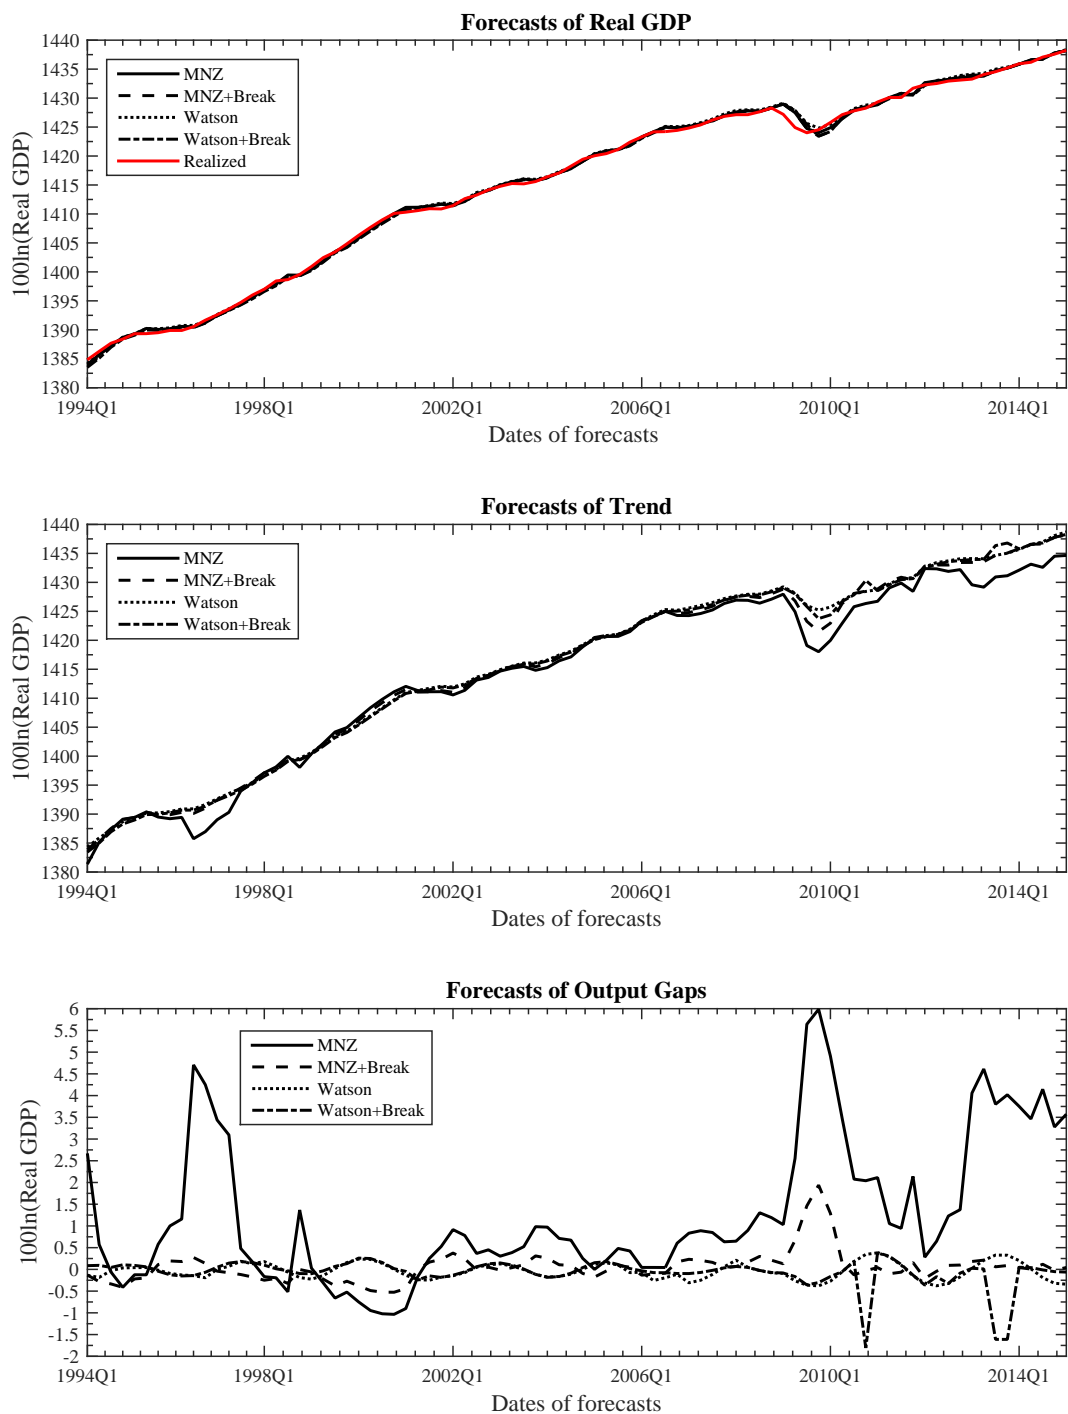 Forecasts of Real GDP
100ln(Real GDP)
1440
1435
1430
1425
1420
1415
1410
1405
1400
1395
1390
1385
1380
MNZ
MNZ+Break
Watson
Watson+Break
Realized
1994Q1 1998Q1 2002Q1 2006Q1 2010Q1 2014Q1
Dates of forecasts
Forecasts of Trend
100ln(Real GDP)
1440
1435
1430
1425
1420
1415
1410
1405
1400
1395
1390
1385
1380
MNZ
MNZ+Break
Watson
Watson+Break
1994Q1 1998Q1 2002Q1 2006Q1 2010Q1 2014Q1
Dates of forecasts
Forecasts of Output Gaps
100ln(Real GDP)
6
5.5
5
4.5
4
3.5
3
2.5
2
1.5
1
0.5
0
-0.5
-1
-1.5
-2
MNZ
MNZ+Break
Watson
Watson+Break
1994Q1 1998Q1 2002Q1 2006Q1 2010Q1 2014Q1
Dates of forecasts